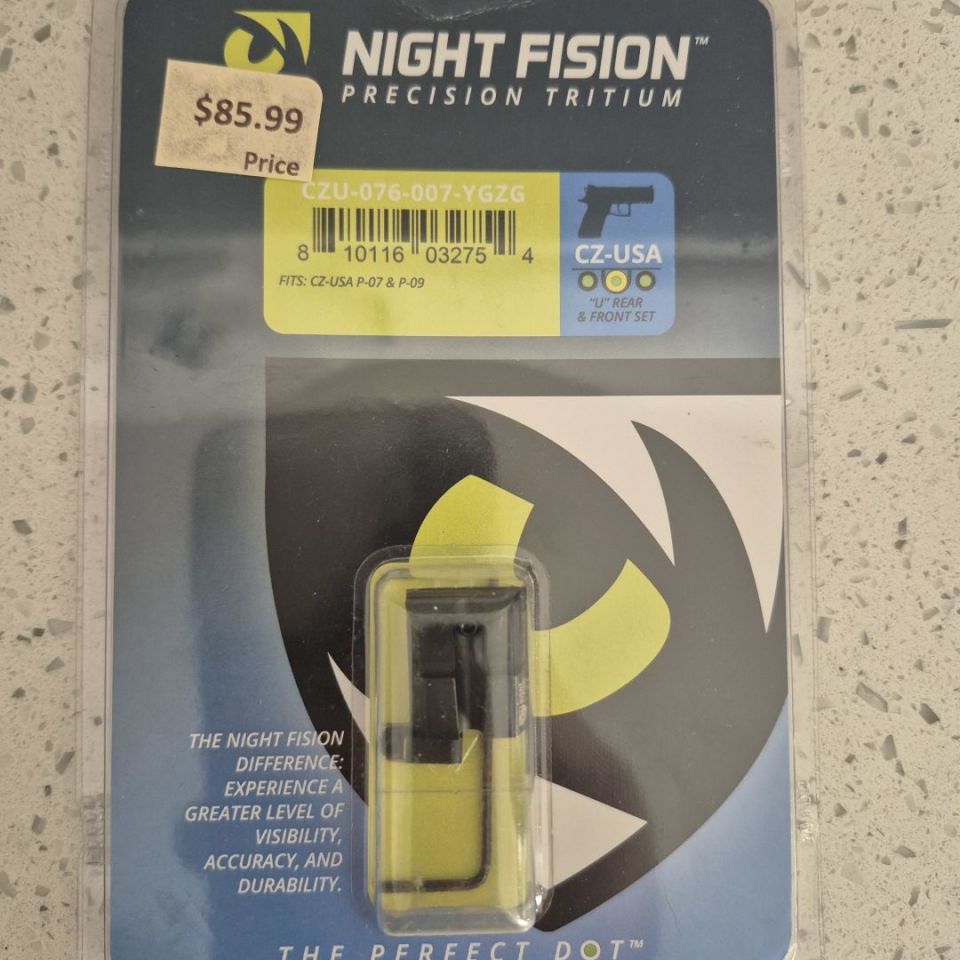 NIGHT FISION™
PRECISION TRITIUM
$85.99
Price
CZU-076-007-YGZG
8 10116 03275 4
FITS: CZ-USA P-07 & P-09
CZ-USA
"U" REAR
& FRONT SET
THE NIGHT FISION
DIFFERENCE:
EXPERIENCE A
GREATER LEVEL OF
VISIBILITY,
ACCURACY, AND
DURABILITY.
THE PERFECT DOT™